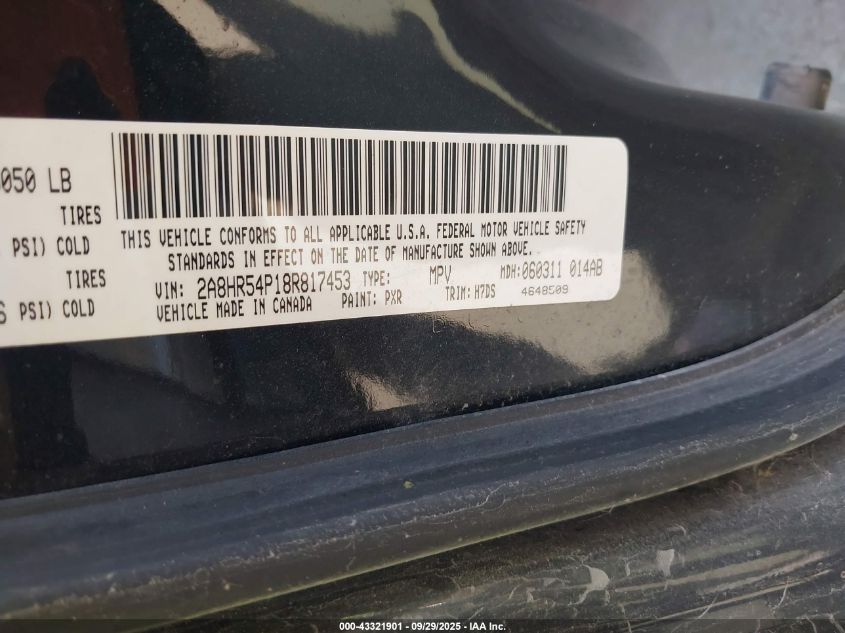 050 LB
TIRES
PSI) COLD
TIRES
PSI) COLD
THIS VEHICLE CONFORMS TO ALL APPLICABLE U.S.A. FEDERAL MOTOR VEHICLE SAFETY
STANDARDS IN EFFECT ON THE DATE OF MANUFACTURE SHOWN ABOVE.
VIN: 2A8HR54P18R817453 TYPE: MPV MDH:060311 014AB
VEHICLE MADE IN CANADA PAINT: PXR TRIM: H7DS 4648509
000-43321901 - 09/29/2025 - IAA Inc.